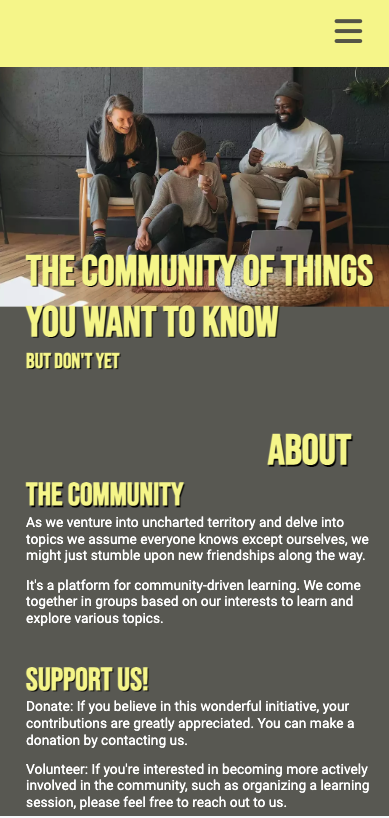 THE COMMUNITY OF THINGS
YOU WANT TO KNOW
BUT DON'T YET
ABOUT
THE COMMUNITY
As we venture into uncharted territory and delve into
topics we assume everyone knows except ourselves, we
might just stumble upon new friendships along the way.
It's a platform for community-driven learning. We come
together in groups based on our interests to learn and
explore various topics.
SUPPORT US!
Donate: If you believe in this wonderful initiative, your
contributions are greatly appreciated. You can make a
donation by contacting us.
Volunteer: If you're interested in becoming more actively
involved in the community, such as organizing a learning
session, please feel free to reach out to us.